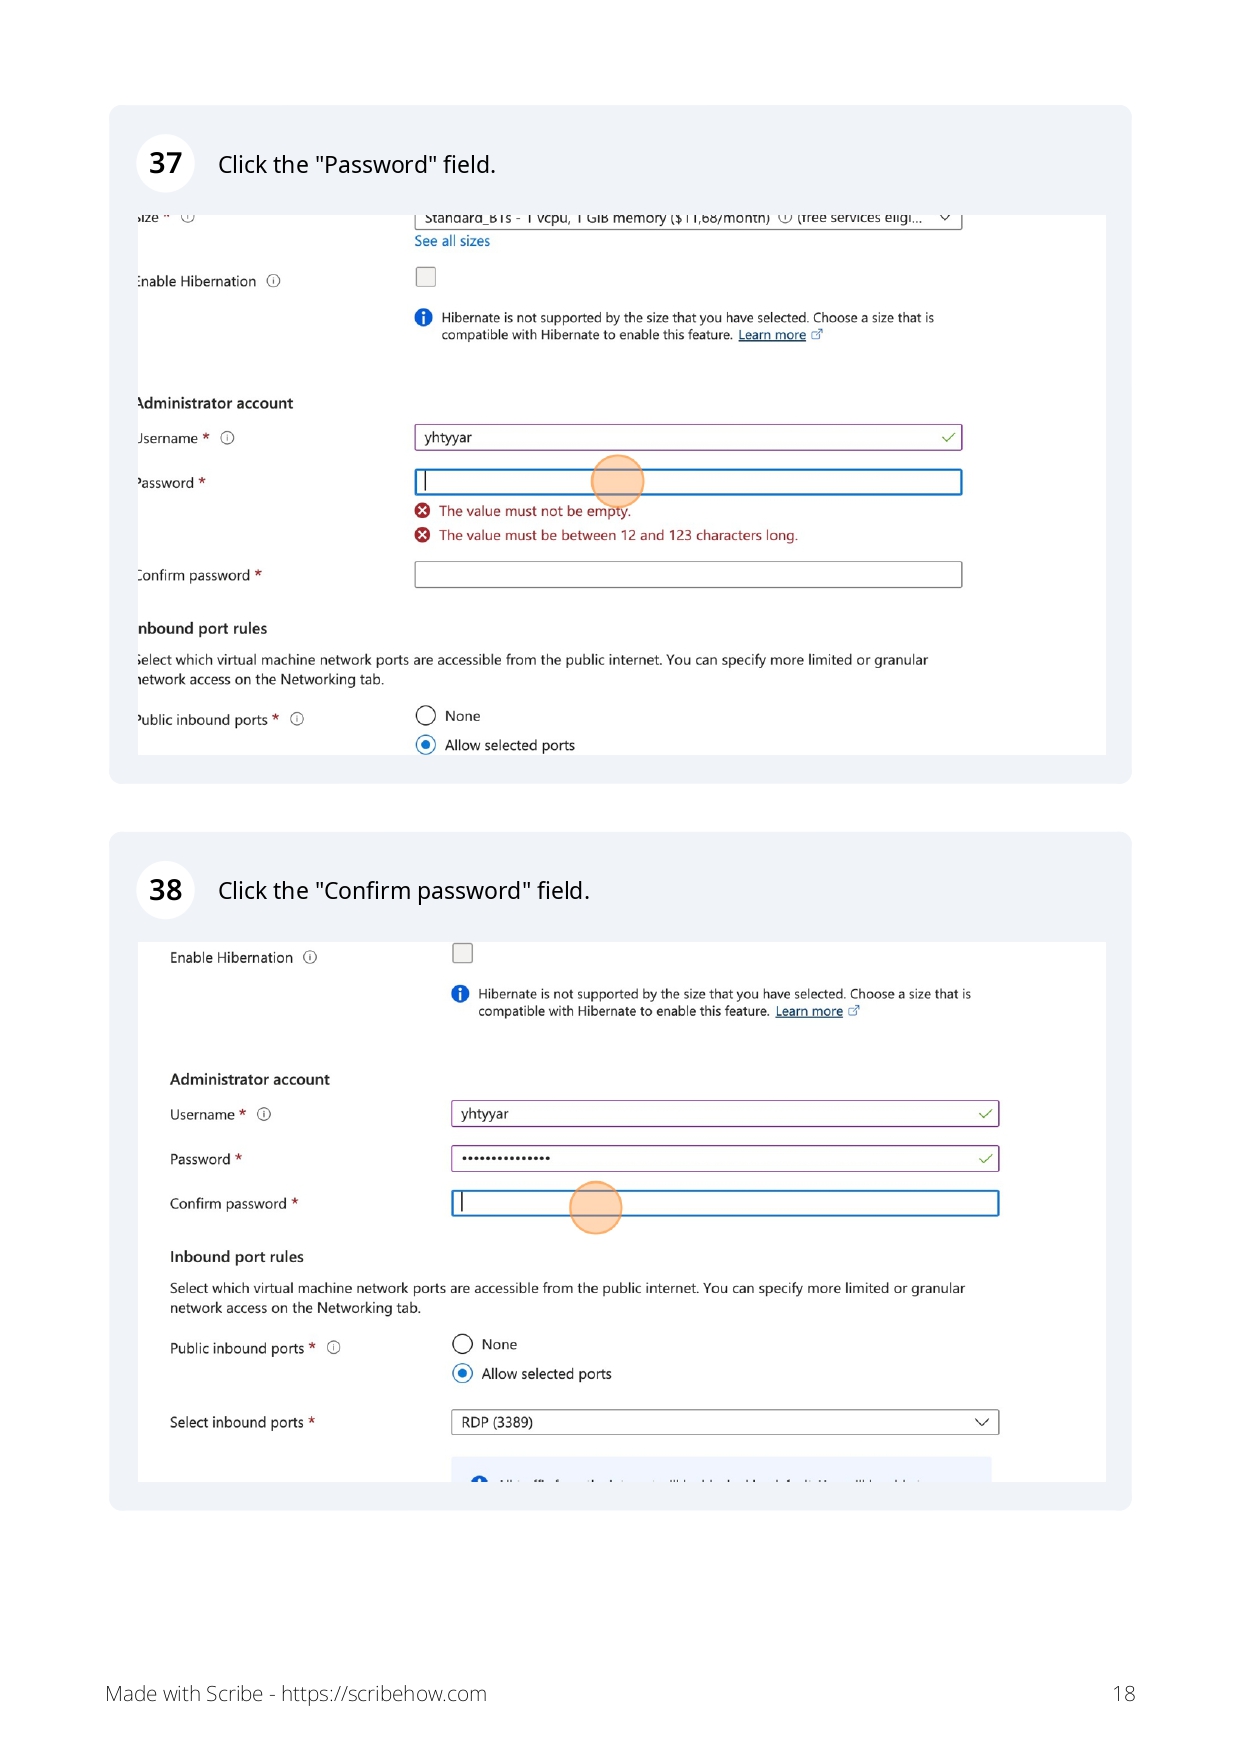 37 Click the "Password" field.
Size *
Standard_B1s - 1 vcpu, 1 GiB memory ($11,68/month) (free services eligi...
See all sizes
Enable Hibernation
Hibernate is not supported by the size that you have selected. Choose a size that is
compatible with Hibernate to enable this feature. Learn more
Administrator account
Username *
yhtyyar
Password *
The value must not be empty.
The value must be between 12 and 123 characters long.
Confirm password *
Inbound port rules
Select which virtual machine network ports are accessible from the public internet. You can specify more limited or granular
network access on the Networking tab.
Public inbound ports *
None
Allow selected ports
38 Click the "Confirm password" field.
Enable Hibernation
Hibernate is not supported by the size that you have selected. Choose a size that is
compatible with Hibernate to enable this feature. Learn more
Administrator account
Username *
yhtyyar
Password *
•••••••••••••••
Confirm password *
Inbound port rules
Select which virtual machine network ports are accessible from the public internet. You can specify more limited or granular
network access on the Networking tab.
Public inbound ports *
None
Allow selected ports
Select inbound ports *
RDP (3389)
Made with Scribe - https://scribehow.com
18